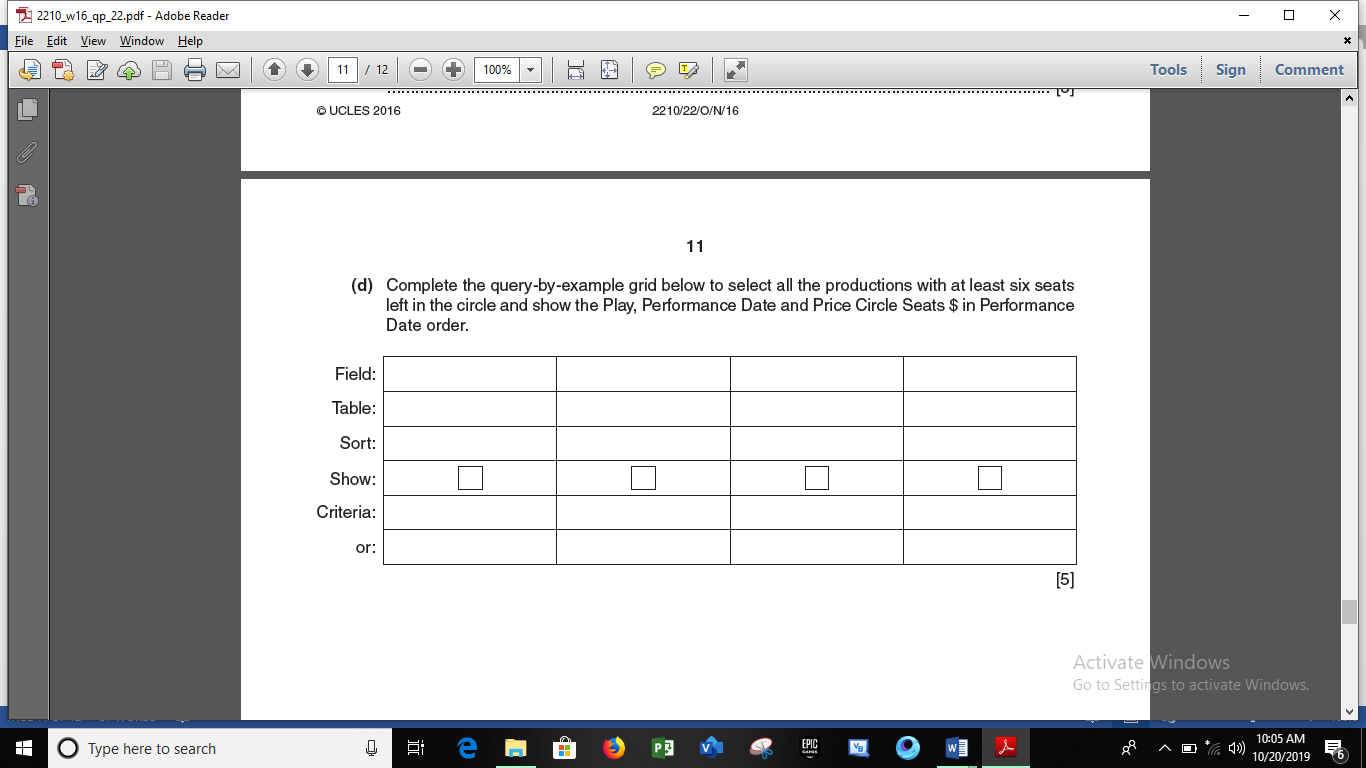 2210_w16_qp_22.pdf - Adobe Reader
File Edit View Window Help
11 / 12 100% Tools Sign Comment
© UCLES 2016 2210/22/O/N/16
11
(d) Complete the query-by-example grid below to select all the productions with at least six seats
left in the circle and show the Play, Performance Date and Price Circle Seats $ in Performance
Date order.
Field:
Table:
Sort:
Show:
Criteria:
or:
[5]
Activate Windows
Go to Settings to activate Windows.
Type here to search
EPIC GAMES
10:05 AM
10/20/2019
6